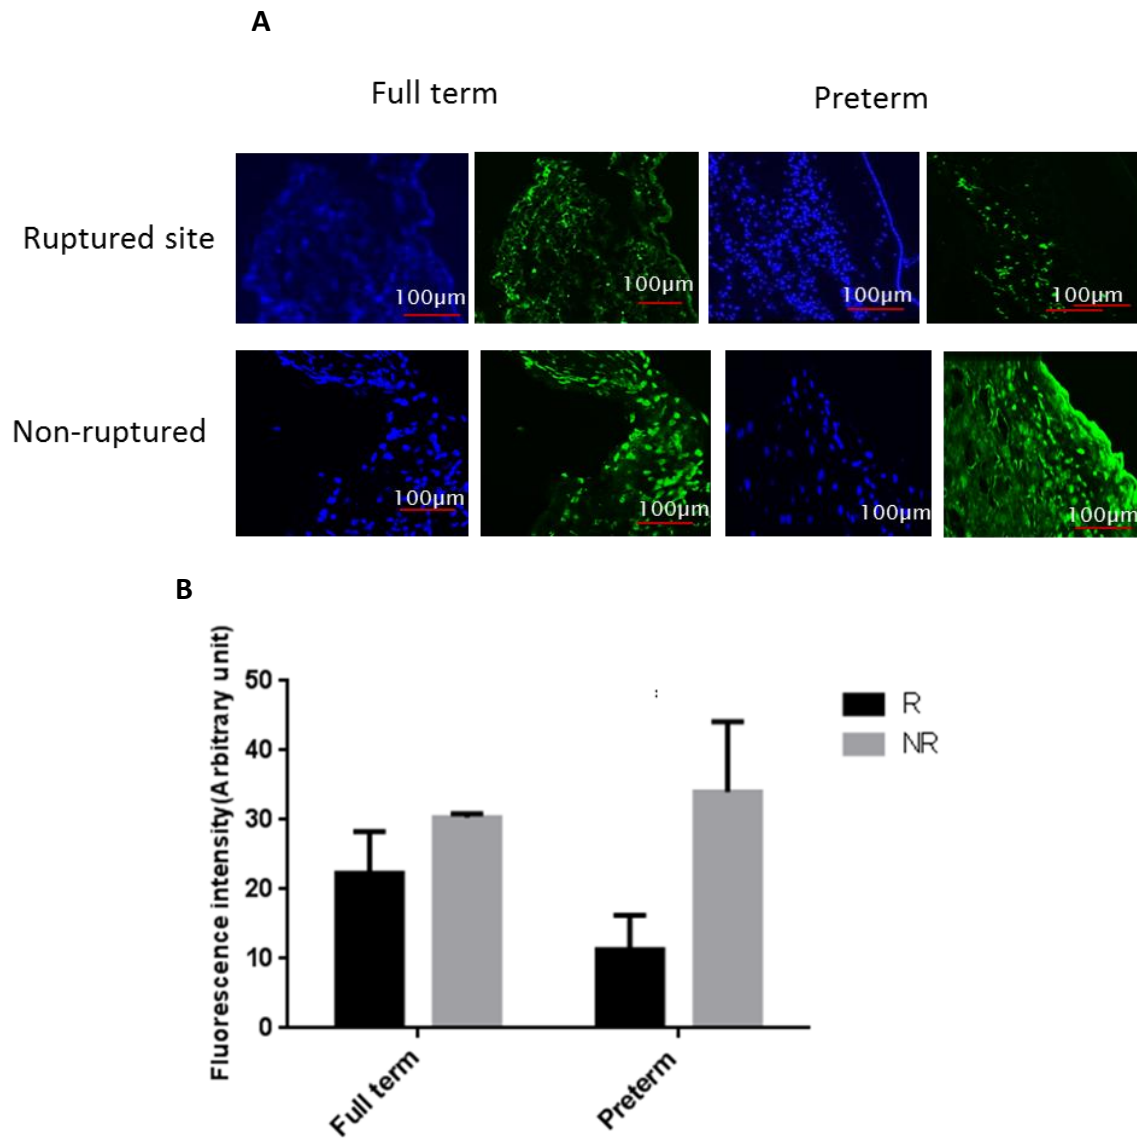 A
Full term
Preterm
Ruptured site
100µm
100µm
100µm
100µm
Non-ruptured
100µm
100µm
100µm
100µm
B
Fluorescence intensity(Arbitrary unit)
50
40
30
20
10
0
:
R
NR
Full term
Preterm